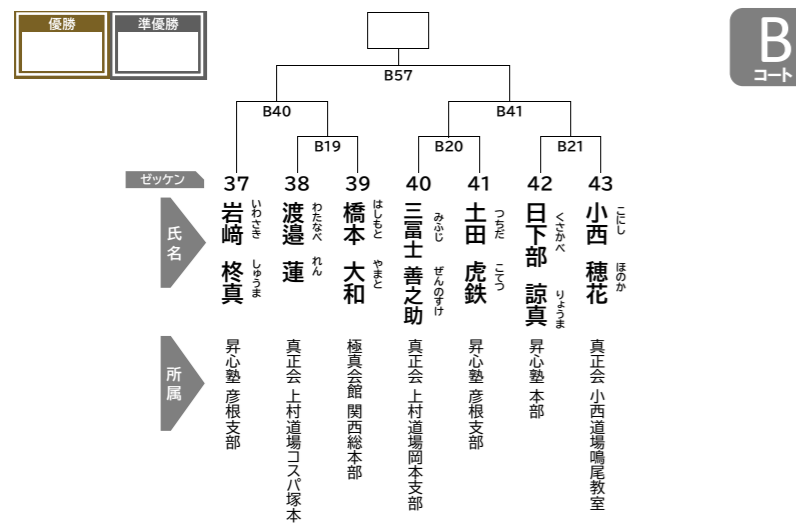 優勝
準優勝
B
コート
B57
B40
B41
B19
B20
B21
ゼッケン
37
38
39
40
41
42
43
氏名
岩﨑 柊真
いわさき しゅうま
渡邉 蓮
わたなべ れん
橋本 大和
はしもと やまと
三冨士 善之助
みふじ ぜんのすけ
土田 虎鉄
つちだ こてつ
日下部 諒真
くさかべ りょうま
小西 穂花
こにし ほのか
所属
昇心塾 彦根支部
真正会 上村道場コスパ塚本
極真会館 関西総本部
真正会 上村道場岡本支部
昇心塾 彦根支部
昇心塾 本部
真正会 小西道場鳴尾教室